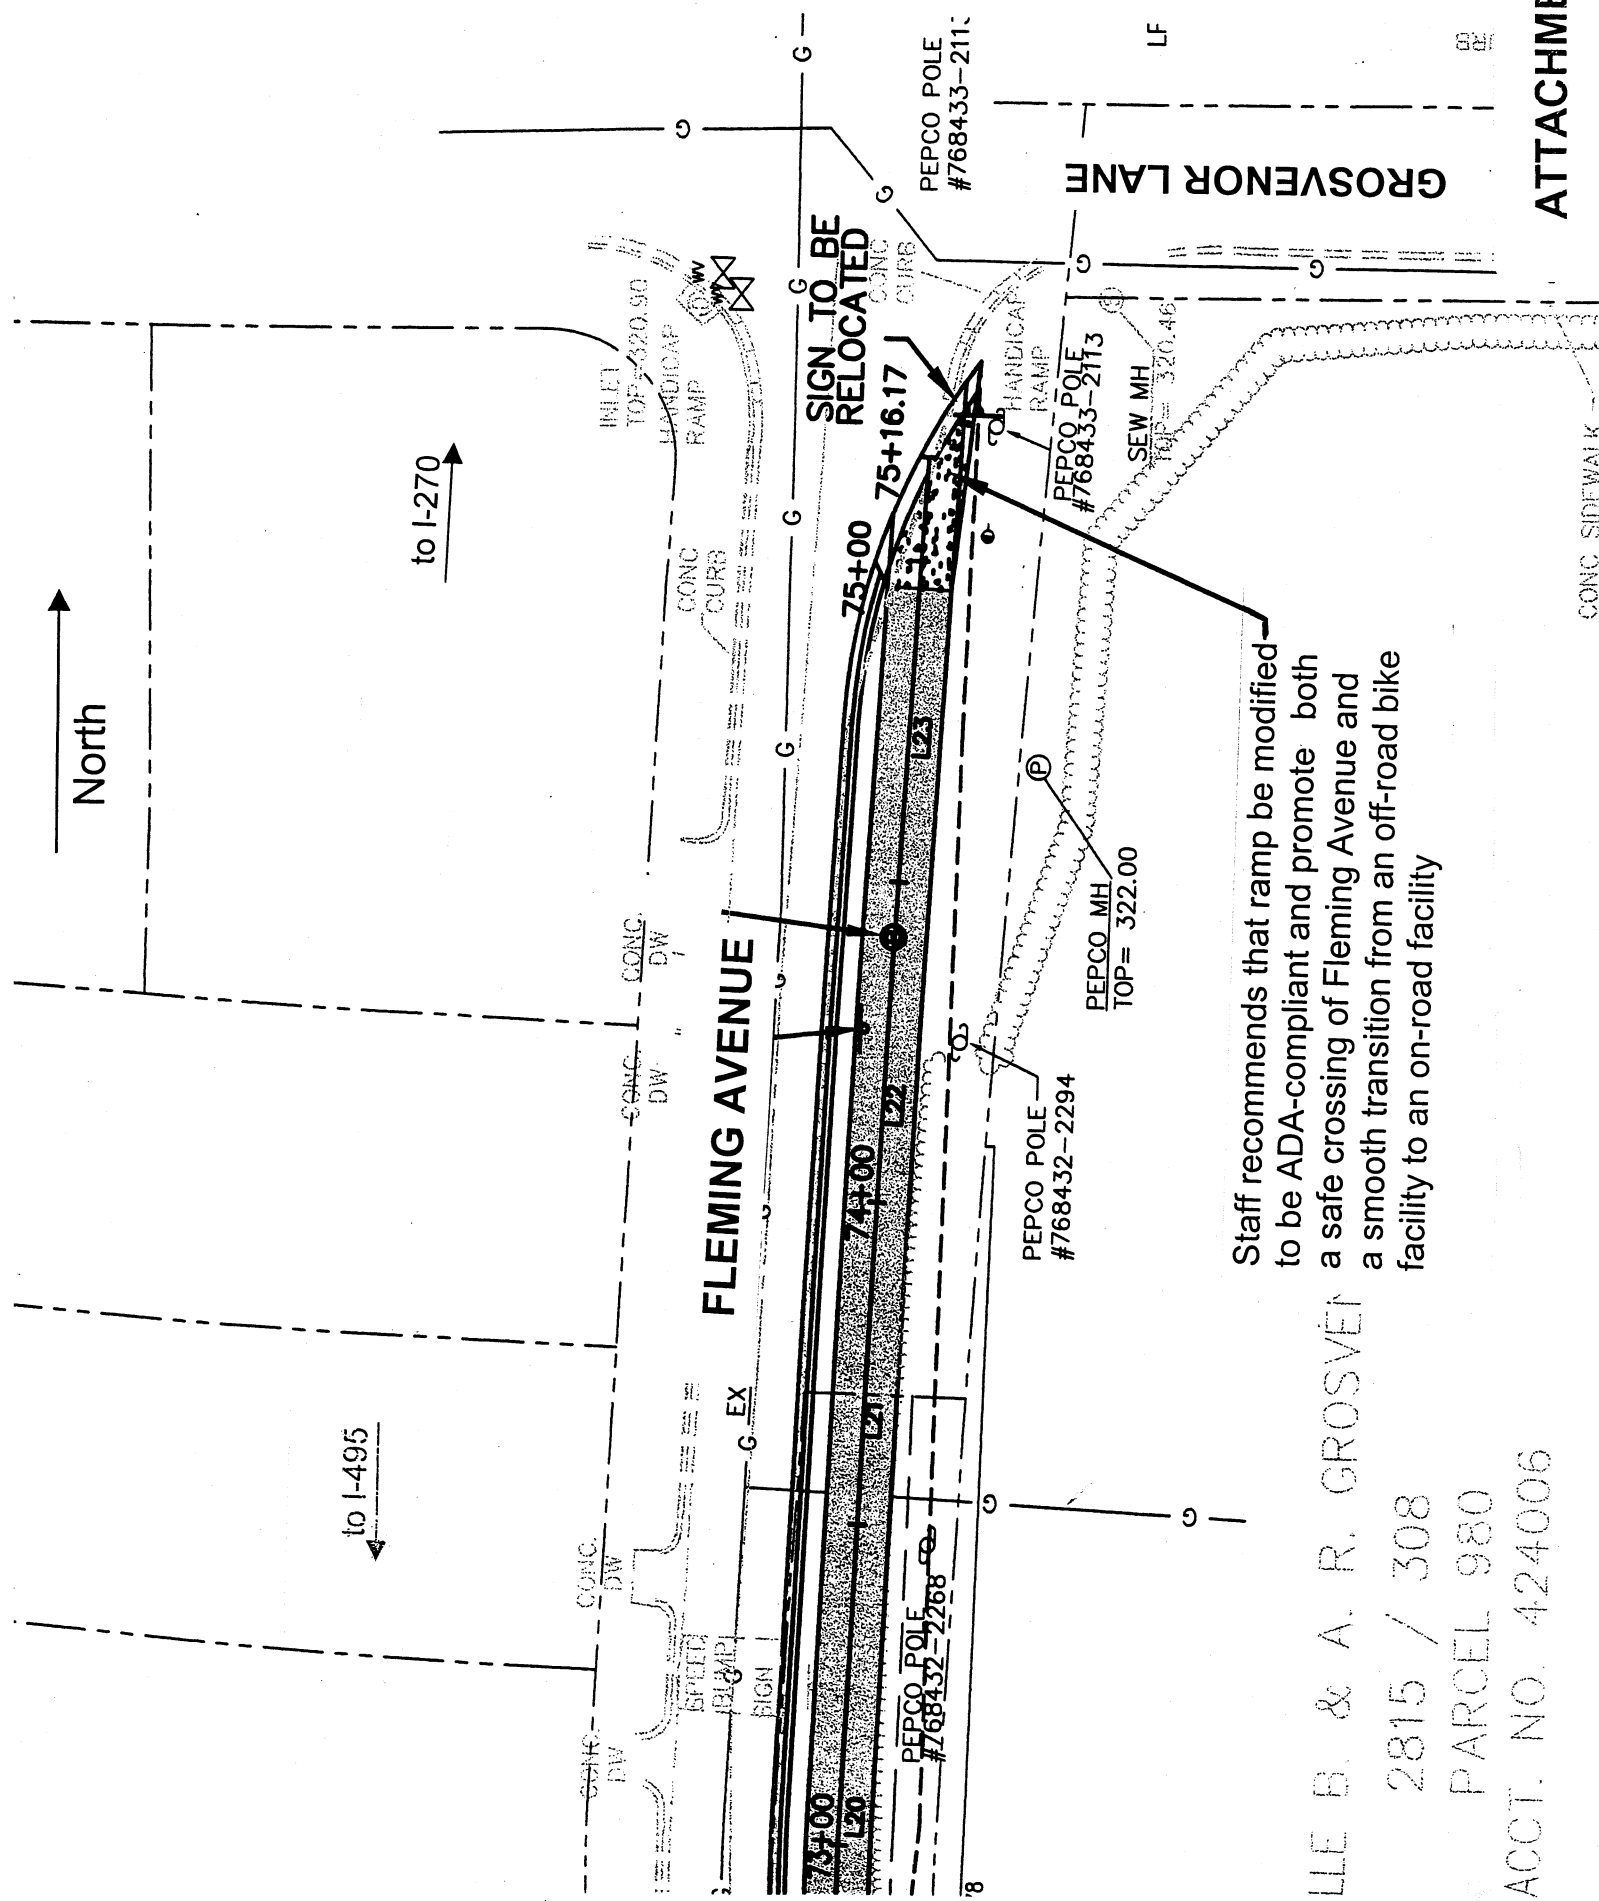 North
to I-270
to I-495
INLET
TOP=320.90
HANDICAP
RAMP
WV
WV
CONC
CURB
CONC.
DW
CONC.
DW
CONC.
DW
CONC.
DW
SPEED
BUMP
SIGN
FLEMING AVENUE
EX
G
G
G
G
G
G
G
G
G
G
G
G
G
G
SIGN TO BE
RELOCATED
CONC
CURB
HANDICAP
RAMP
75+16.17
75+00
74+00
73+00
L23
L22
L21
L20
PEPCO POLE
#768433-2113
PEPCO POLE
#768433-2113
SEW MH
TOP= 320.46
S
GROSVENOR LANE
LF
ATTACHME
P
PEPCO MH
TOP= 322.00
PEPCO POLE
#768432-2294
PEPCO POLE
#768432-2268
CONC SIDEWALK
Staff recommends that ramp be modified
to be ADA-compliant and promote both
a safe crossing of Fleming Avenue and
a smooth transition from an off-road bike
facility to an on-road facility
LLE B. & A. R. GROSVEN
2815 / 308
PARCEL 980
ACCT. NO. 424006